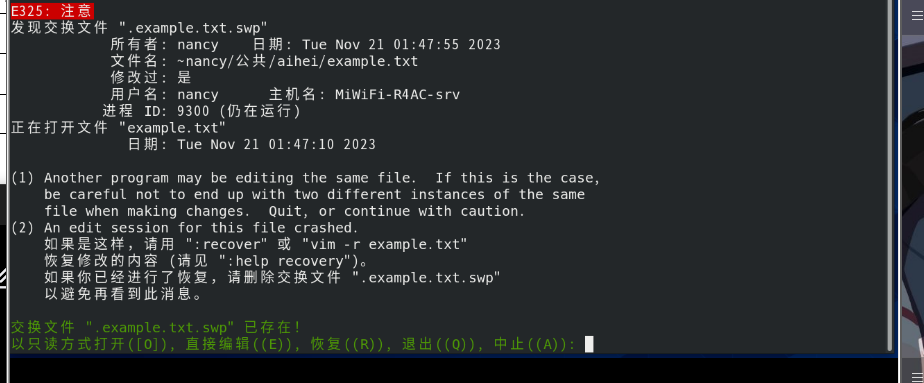 E325: 注意
发现交换文件 ".example.txt.swp"
所有者: nancy 日期: Tue Nov 21 01:47:55 2023
文件名: ~nancy/公共/aihei/example.txt
修改过: 是
用户名: nancy 主机名: MiWiFi-R4AC-srv
进程 ID: 9300 (仍在运行)
正在打开文件 "example.txt"
日期: Tue Nov 21 01:47:10 2023
(1) Another program may be editing the same file. If this is the case,
be careful not to end up with two different instances of the same
file when making changes. Quit, or continue with caution.
(2) An edit session for this file crashed.
如果是这样，请用 ":recover" 或 "vim -r example.txt"
恢复修改的内容 (请见 ":help recovery")。
如果你已经进行了恢复，请删除交换文件 ".example.txt.swp"
以避免再看到此消息。
交换文件 ".example.txt.swp" 已存在！
以只读方式打开([O]), 直接编辑((E)), 恢复((R)), 退出((Q)), 中止((A)):